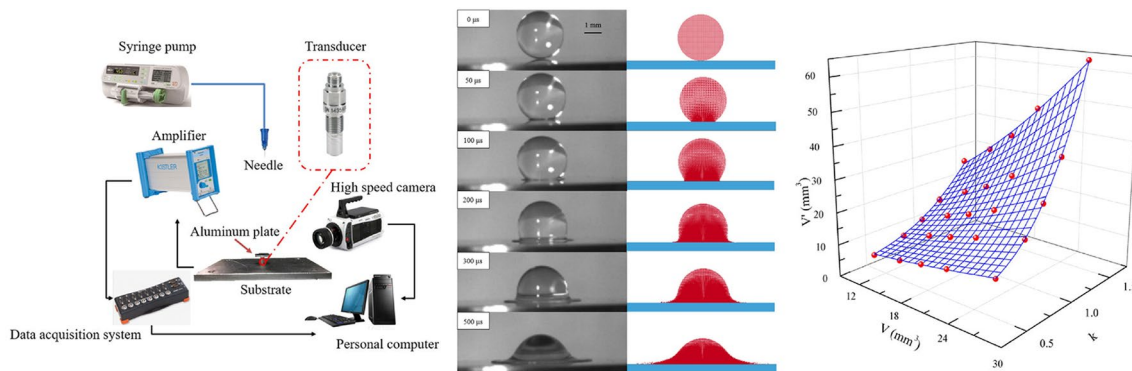 Syringe pump
Transducer
Amplifier
KISTLER
Needle
High speed camera
Aluminum plate
Substrate
Data acquisition system
Personal computer
0 μs
1 mm
50 μs
100 μs
200 μs
300 μs
500 μs
60
50
40
30
20
10
0
V' (mm³)
12
18
24
30
V (mm³)
0.5
1.0
k